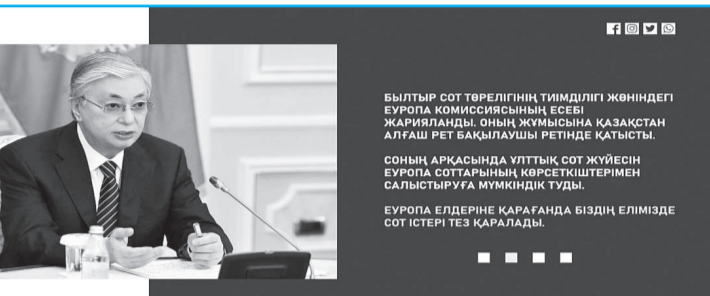 БЫЛТЫР СОТ ТӨРЕЛІГІНІҢ ТИІМДІЛІГІ ЖӨНІНДЕГІ
ЕУРОПА КОМИССИЯСЫНЫҢ ЕСЕБІ
ЖАРИЯЛАНДЫ. ОНЫҢ ЖҰМЫСЫНА ҚАЗАҚСТАН
АЛҒАШ РЕТ БАҚЫЛАУШЫ РЕТІНДЕ ҚАТЫСТЫ.
СОНЫҢ АРҚАСЫНДА ҰЛТТЫҚ СОТ ЖҮЙЕСІН
ЕУРОПА СОТТАРЫНЫҢ КӨРСЕТКІШТЕРІМЕН
САЛЫСТЫРУҒА МҮМКІНДІК ТУДЫ.
ЕУРОПА ЕЛДЕРІНЕ ҚАРАҒАНДА БІЗДІҢ ЕЛІМІЗДЕ
СОТ ІСТЕРІ ТЕЗ ҚАРАЛАДЫ.